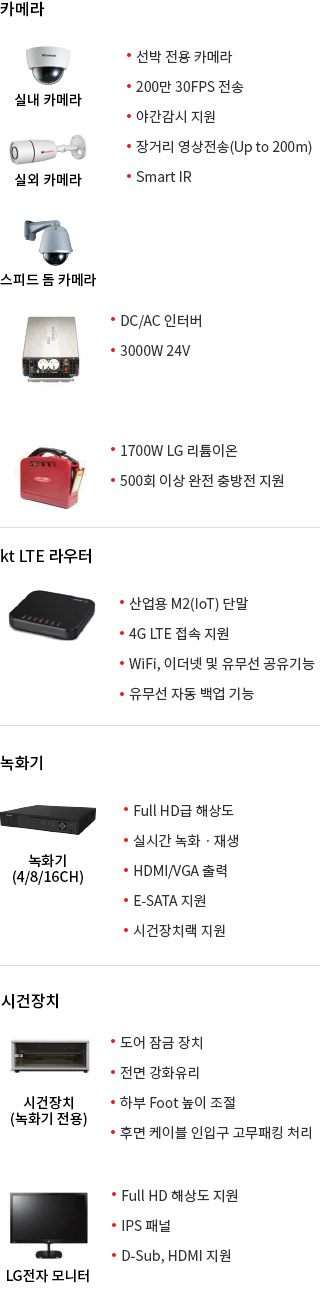 카메라
실내 카메라
실외 카메라
스피드 돔 카메라
• 선박 전용 카메라
• 200만 30FPS 전송
• 야간감시 지원
• 장거리 영상전송(Up to 200m)
• Smart IR
• DC/AC 인터버
• 3000W 24V
• 1700W LG 리튬이온
• 500회 이상 완전 충방전 지원
kt LTE 라우터
• 산업용 M2(IoT) 단말
• 4G LTE 접속 지원
• WiFi, 이더넷 및 유무선 공유기능
• 유무선 자동 백업 기능
녹화기
녹화기
(4/8/16CH)
• Full HD급 해상도
• 실시간 녹화 · 재생
• HDMI/VGA 출력
• E-SATA 지원
• 시건장치랙 지원
시건장치
시건장치
(녹화기 전용)
• 도어 잠금 장치
• 전면 강화유리
• 하부 Foot 높이 조절
• 후면 케이블 인입구 고무패킹 처리
LG전자 모니터
• Full HD 해상도 지원
• IPS 패널
• D-Sub, HDMI 지원